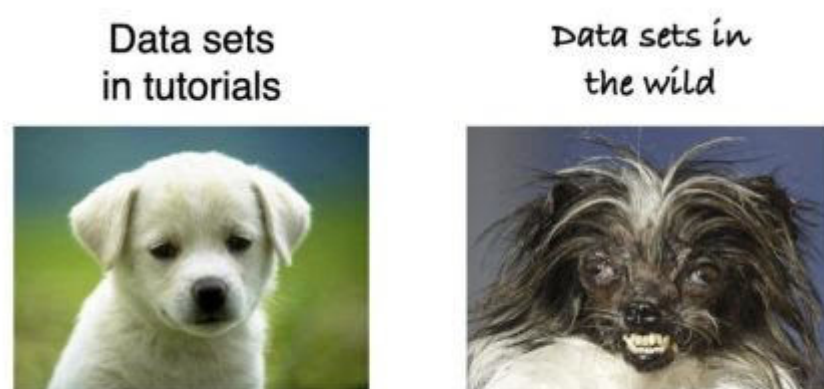 Data sets
in tutorials
Data sets in
the wild